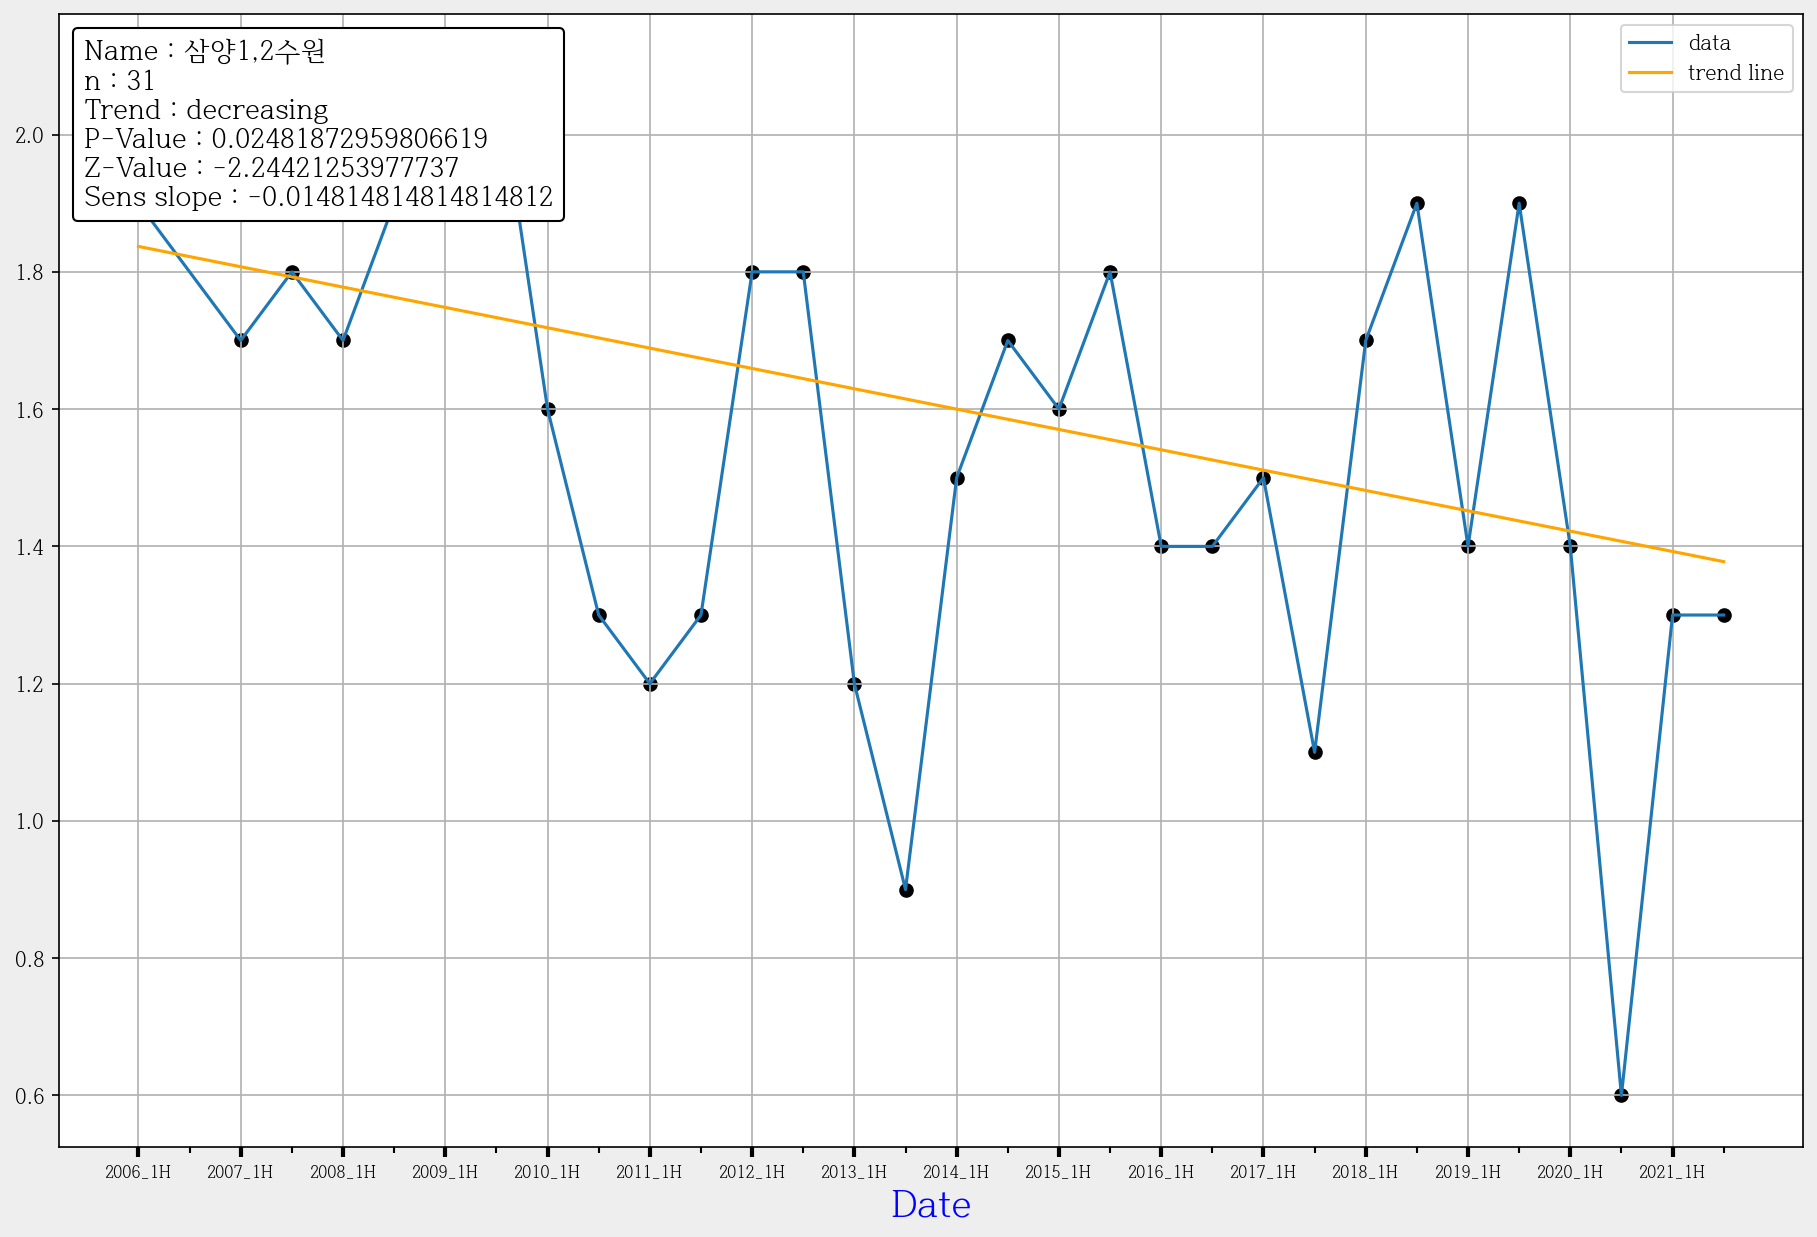 Name : 삼양1,2수원
n : 31
Trend : decreasing
P-Value : 0.02481872959806619
Z-Value : -2.24421253977737
Sens slope : -0.014814814814814812
data
trend line
2.0
1.8
1.6
1.4
1.2
1.0
0.8
0.6
2006_1H 2007_1H 2008_1H 2009_1H 2010_1H 2011_1H 2012_1H 2013_1H 2014_1H 2015_1H 2016_1H 2017_1H 2018_1H 2019_1H 2020_1H 2021_1H
Date